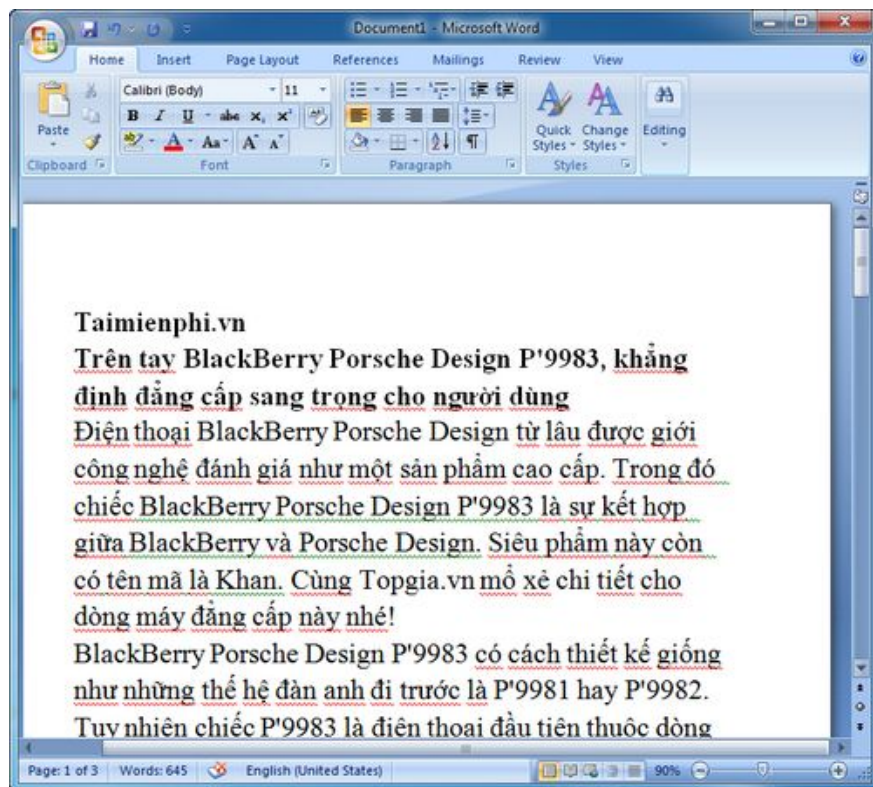 Document1 - Microsoft Word
Home Insert Page Layout References Mailings Review View
Calibri (Body) 11
Paste B I U abc x₂ x² Quick Styles Change Styles Editing
Aa A A
Clipboard Font Paragraph Styles
Taimienphi.vn
Trên tay BlackBerry Porsche Design P'9983, khẳng
định đẳng cấp sang trọng cho người dùng
Điện thoại BlackBerry Porsche Design từ lâu được giới
công nghệ đánh giá như một sản phẩm cao cấp. Trong đó
chiếc BlackBerry Porsche Design P'9983 là sự kết hợp
giữa BlackBerry và Porsche Design. Siêu phẩm này còn
có tên mã là Khan. Cùng Topgia.vn mổ xẻ chi tiết cho
dòng máy đẳng cấp này nhé!
BlackBerry Porsche Design P'9983 có cách thiết kế giống
như những thế hệ đàn anh đi trước là P'9981 hay P'9982.
Tuy nhiên chiếc P'9983 là điện thoại đầu tiên thuộc dòng
Page: 1 of 3 Words: 645 English (United States) 90%